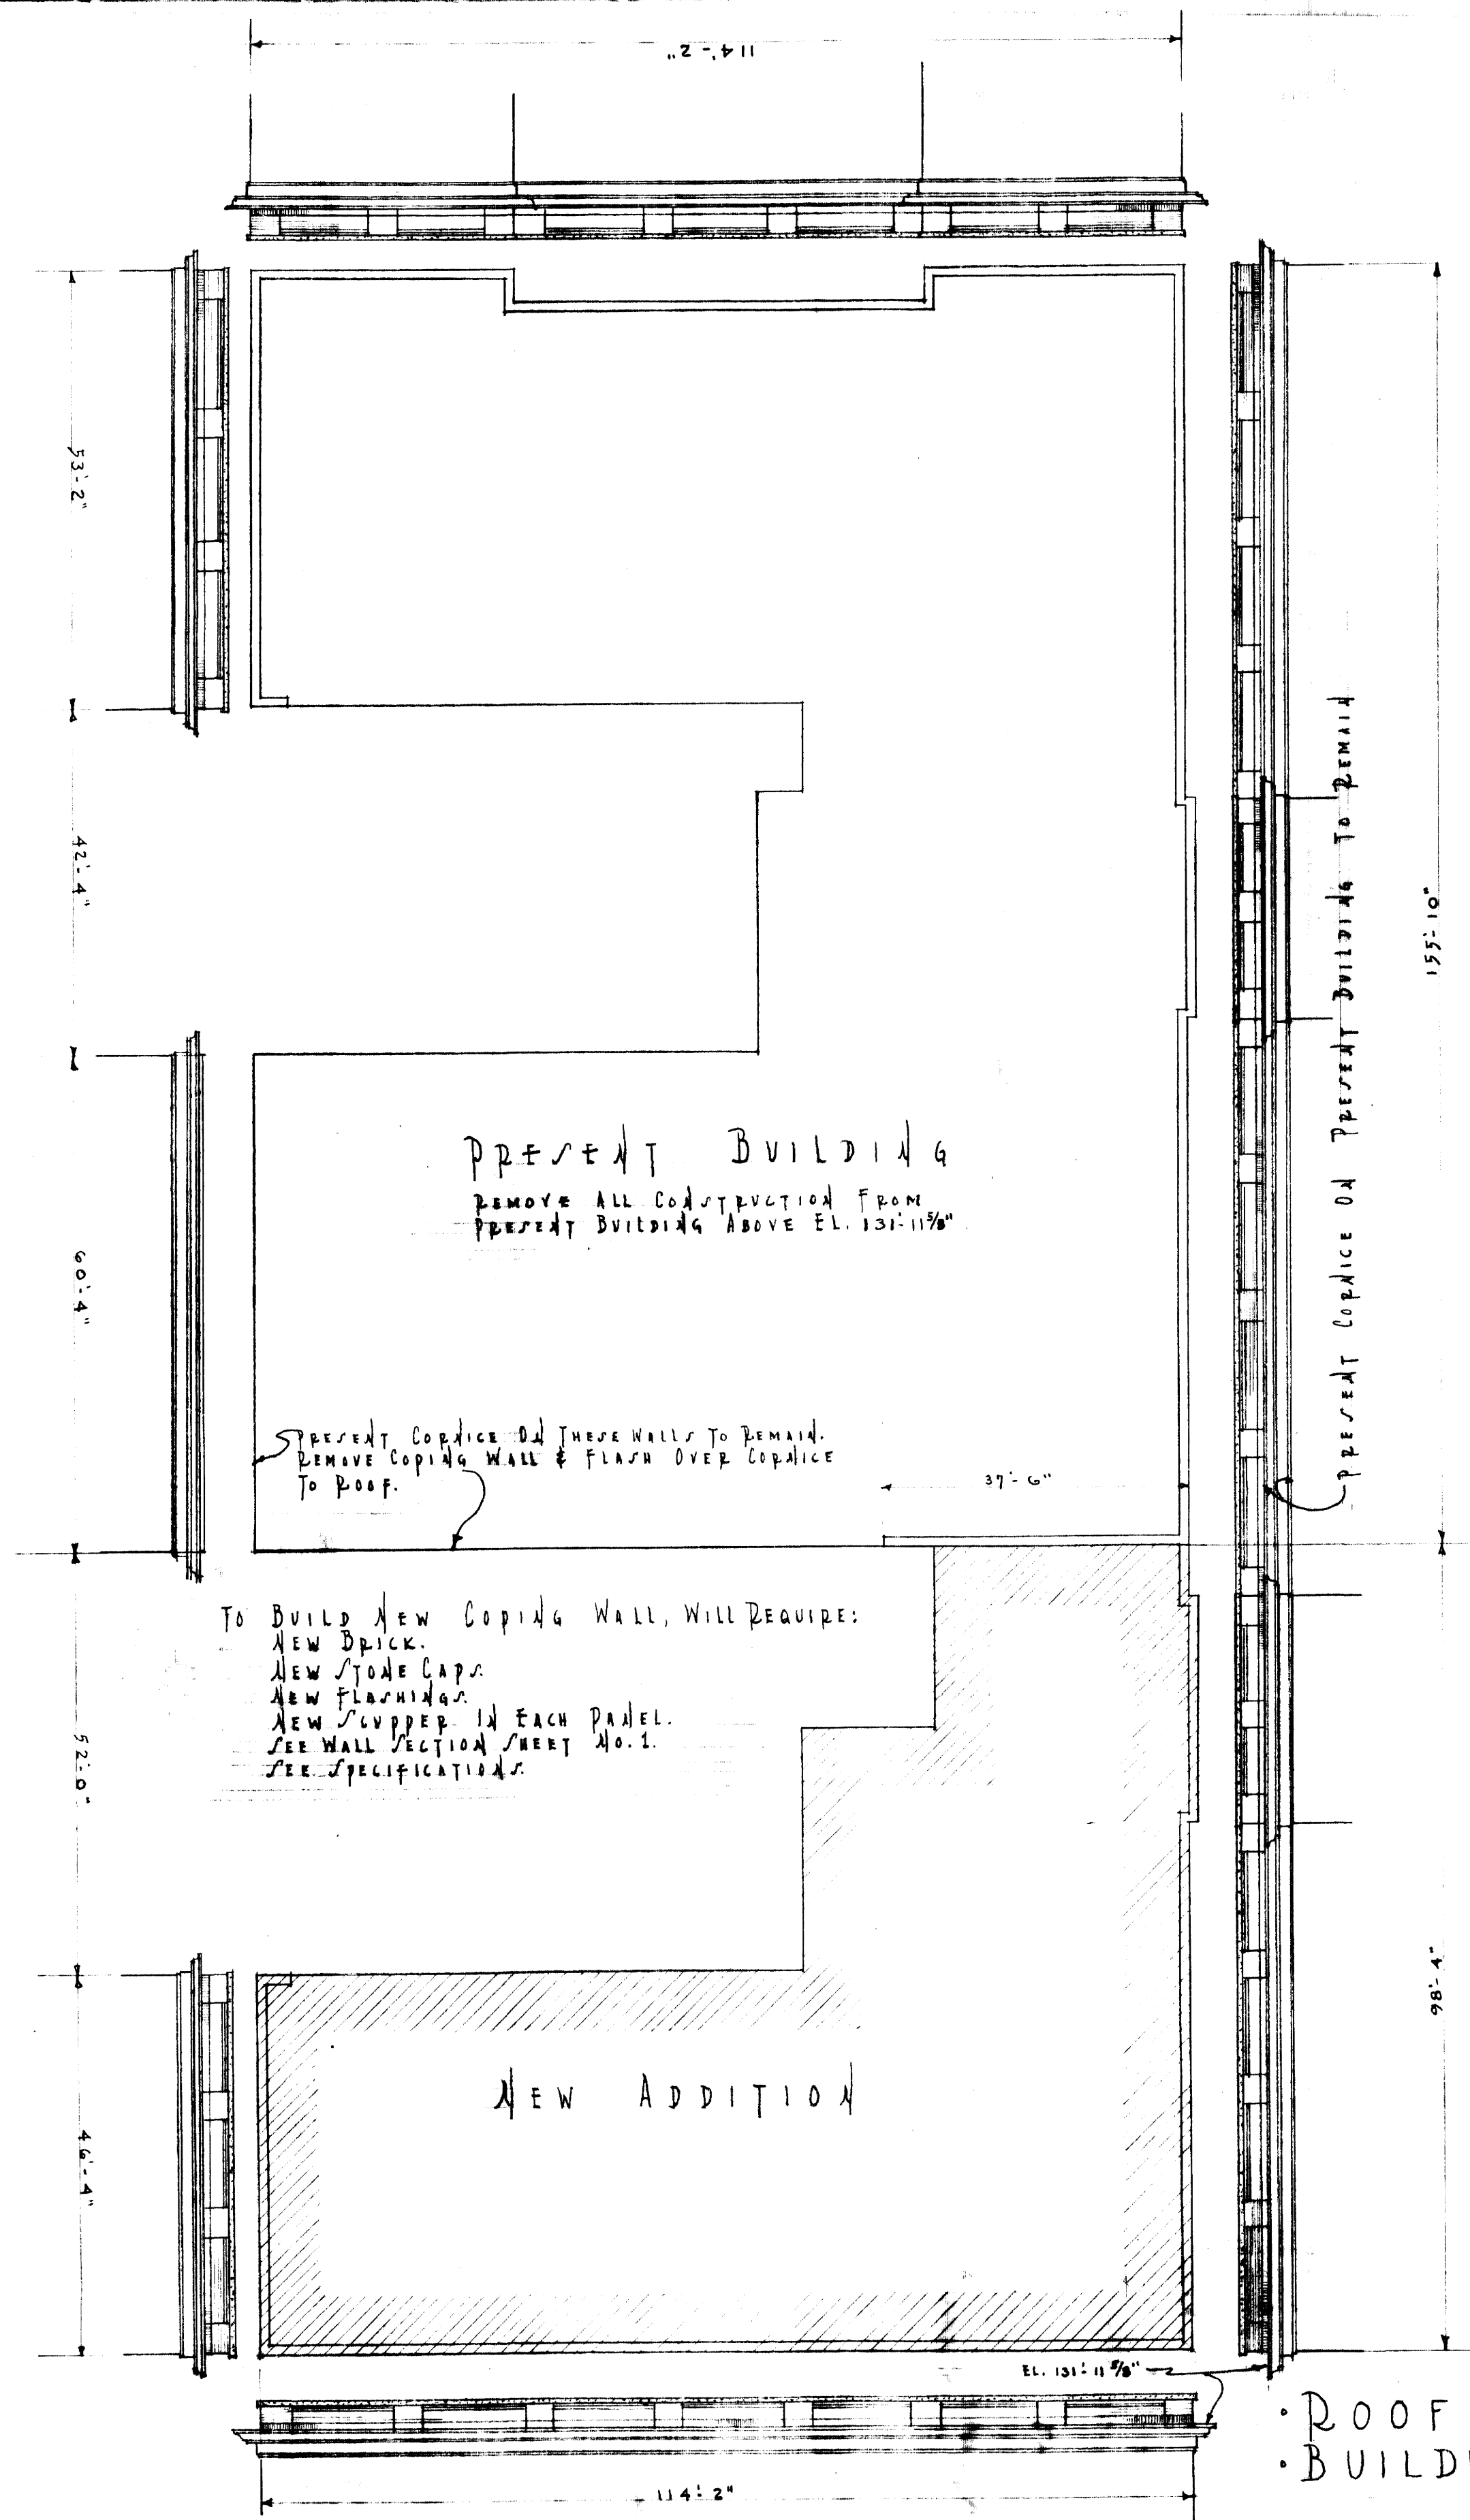 114'-2"
53'-2"
42'-4"
PRESENT CORNICE ON PRESENT BUILDING TO REMAIN
155'-10"
PRESENT BUILDING
REMOVE ALL CONSTRUCTION FROM
PRESENT BUILDING ABOVE EL. 131'-11 5/8"
60'-4"
PRESENT CORNICE ON THESE WALLS TO REMAIN.
REMOVE COPING WALL & FLASH OVER CORNICE
TO ROOF.
37'-6"
TO BUILD NEW COPING WALL, WILL REQUIRE:
NEW BRICK.
NEW STONE CAPS.
NEW FLASHINGS.
NEW SCUPPER IN EACH PANEL.
SEE WALL SECTION SHEET NO. 1.
SEE SPECIFICATIONS.
52'-0"
98'-4"
NEW ADDITION
46'-4"
EL. 131'-11 5/8"
·ROOF
·BUILD
114'-2"